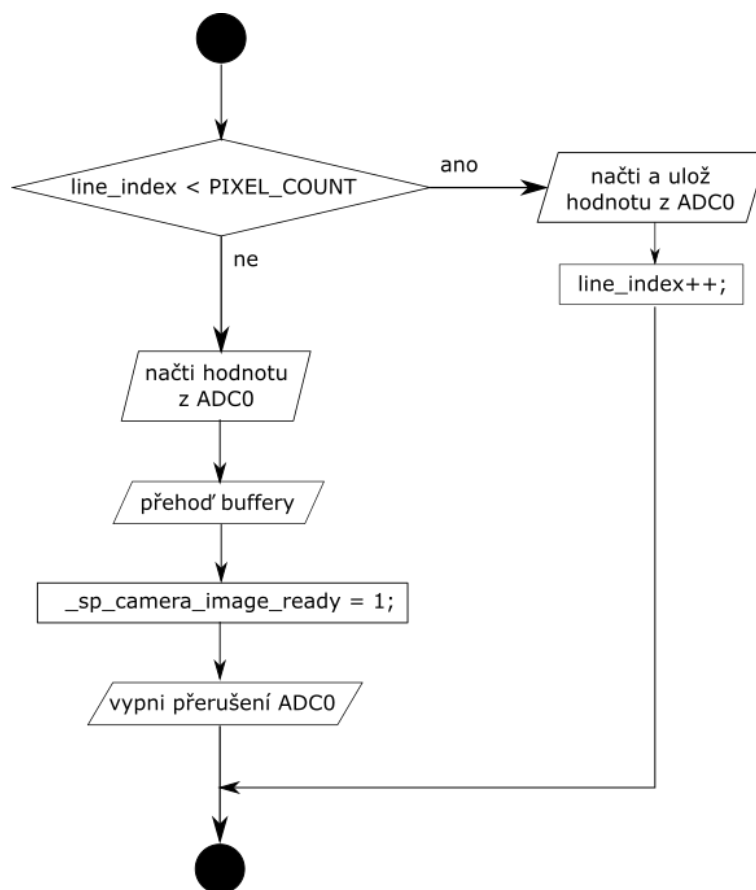 line_index < PIXEL_COUNT
ano
načti a ulož
hodnotu z ADC0
line_index++;
ne
načti hodnotu
z ADC0
přehoď buffery
_sp_camera_image_ready = 1;
vypni přerušení ADC0